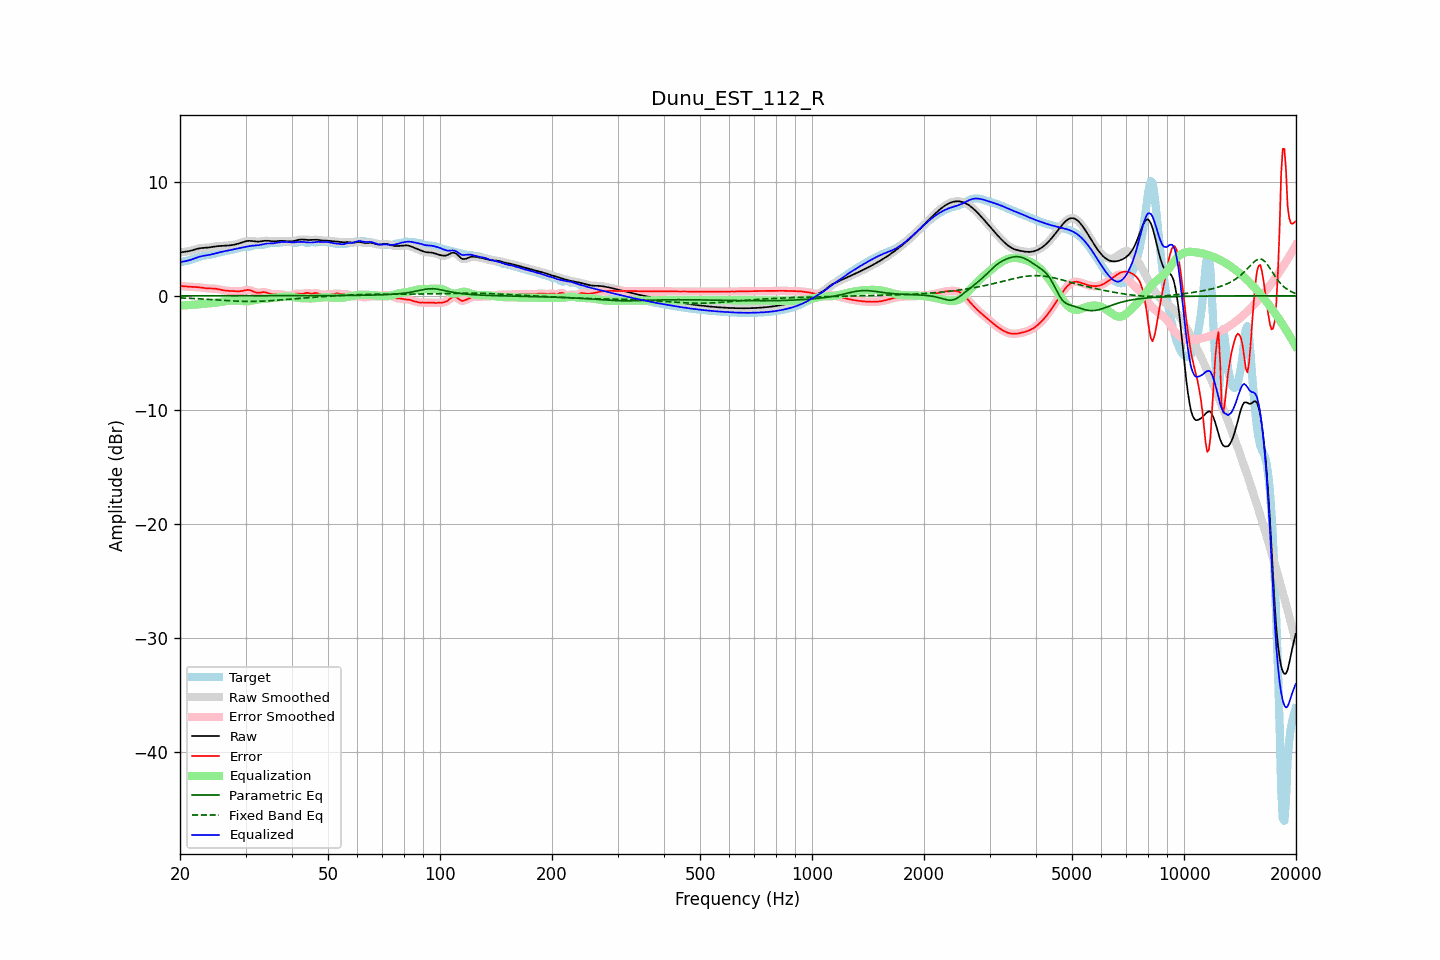 Dunu_EST_112_R
Amplitude (dBr)
10
0
−10
−20
−30
−40
Target
Raw Smoothed
Error Smoothed
Raw
Error
Equalization
Parametric Eq
Fixed Band Eq
Equalized
20 50 100 200 500 1000 2000 5000 10000 20000
Frequency (Hz)